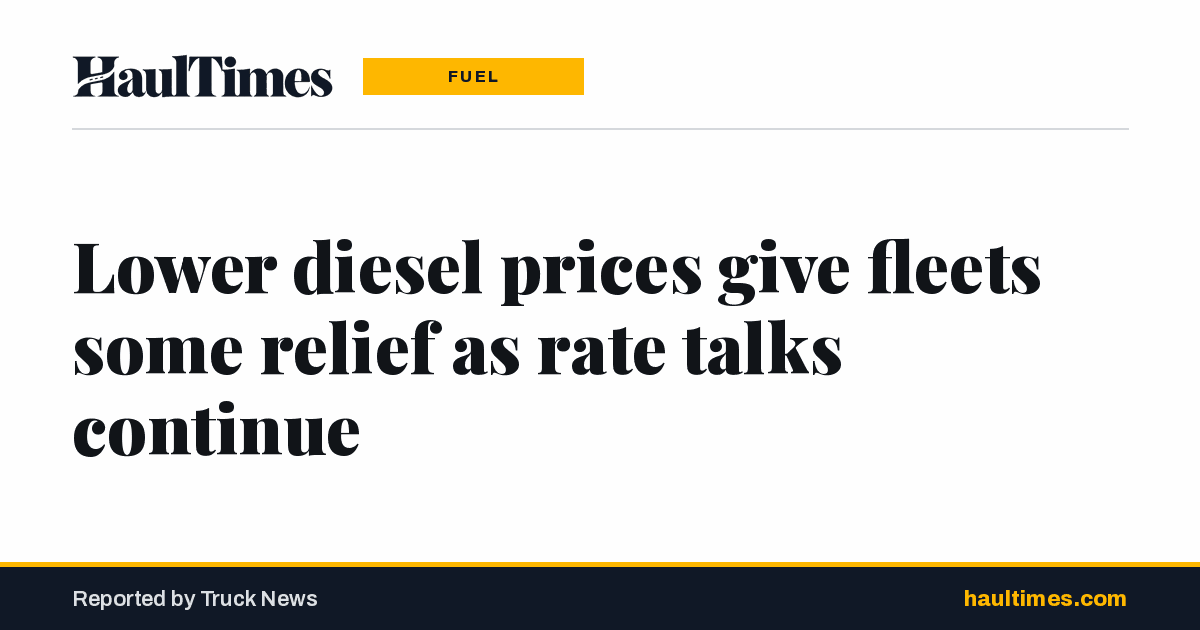 HaulTimes
FUEL
Lower diesel prices give fleets
some relief as rate talks
continue
Reported by Truck News
haultimes.com